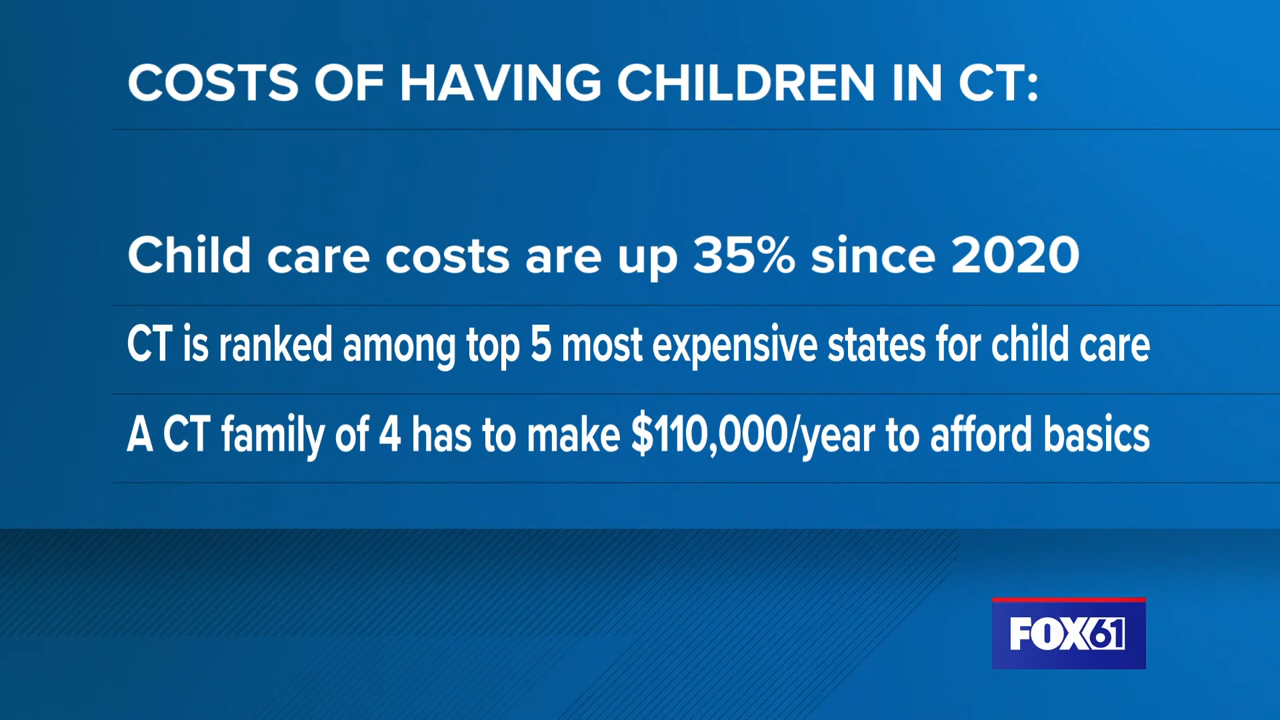 COSTS OF HAVING CHILDREN IN CT:
Child care costs are up 35% since 2020
CT is ranked among top 5 most expensive states for child care
A CT family of 4 has to make $110,000/year to afford basics
FOX61